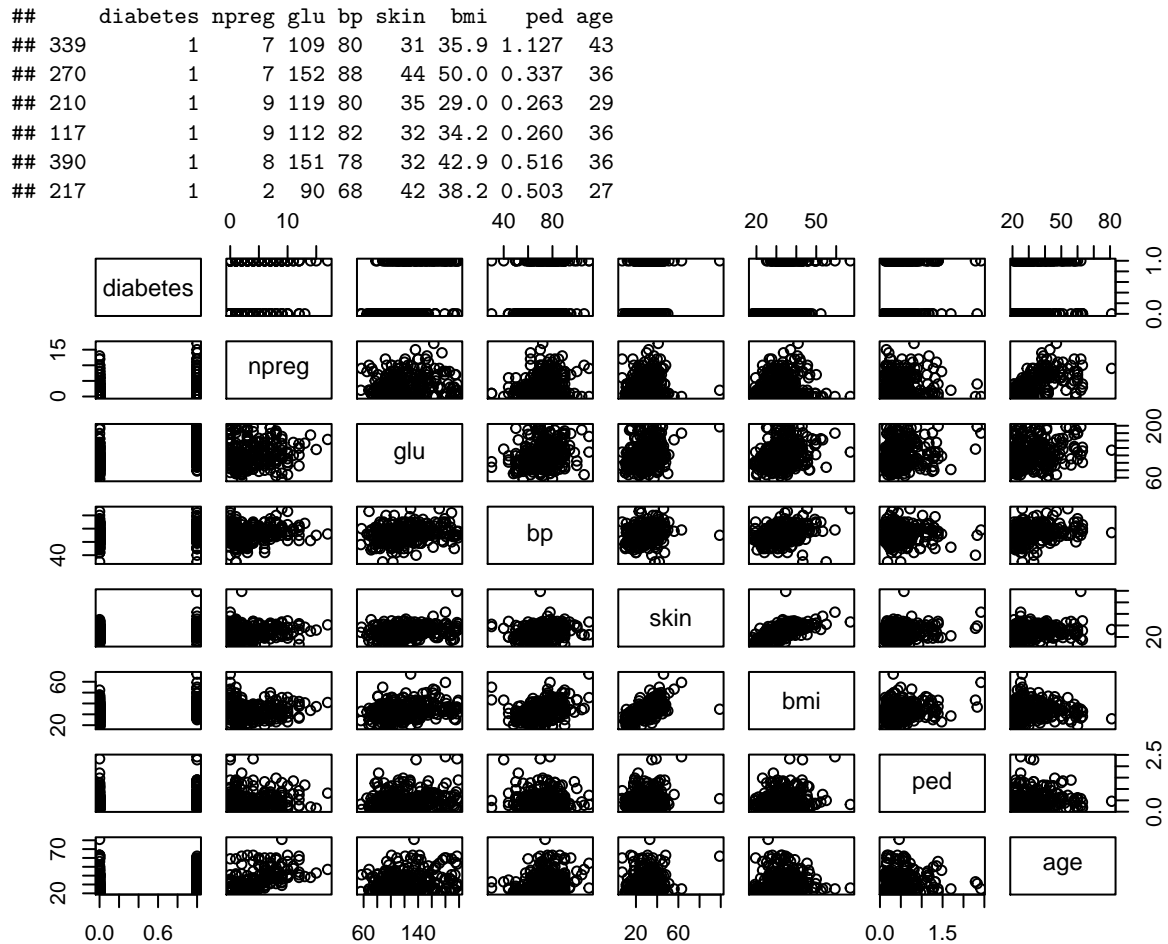 ##     diabetes npreg glu bp skin  bmi   ped age
## 339        1     7 109 80   31 35.9 1.127  43
## 270        1     7 152 88   44 50.0 0.337  36
## 210        1     9 119 80   35 29.0 0.263  29
## 117        1     9 112 82   32 34.2 0.260  36
## 390        1     8 151 78   32 42.9 0.516  36
## 217        1     2  90 68   42 38.2 0.503  27
0 10 40 80 20 50 20 40 60 80
diabetes 0.0 1.0
0 15 npreg
glu 60 200
40 bp
skin 20
20 40 60 bmi
ped 0.0 2.5
20 50 70 age
0.0 0.6 60 140 20 60 0.0 1.5